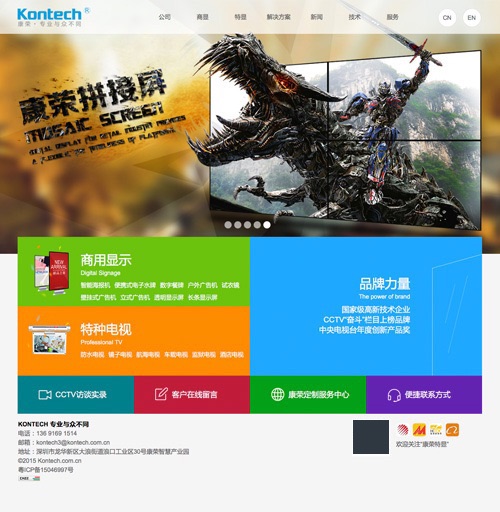 Kontech®
康荣·专业与众不同
公司 商显 特显 解决方案 新闻 技术 服务 CN EN
康荣拼接屏
MOSAIC SCREEN
商用显示
Digital Signage
智能海报机 便携式电子水牌 数字餐牌 户外广告机 试衣镜
壁挂式广告机 立式广告机 透明显示屏 长条显示屏
特种电视
Professional TV
防水电视 镜子电视 航海电视 车载电视 监狱电视 酒店电视
品牌力量
The power of brand
国家级高新技术企业
CCTV“奋斗”栏目上榜品牌
中央电视台年度创新产品奖
CCTV访谈实录
客户在线留言
康荣定制服务中心
便捷联系方式
KONTECH 专业与众不同
电话：136 9169 1514
邮箱：kontech3@kontech.com.cn
地址：深圳市龙华新区大浪街道浪口工业区30号康荣智慧产业园
©2015 Kontech.com.cn
粤ICP备15046997号
欢迎关注“康荣特显”